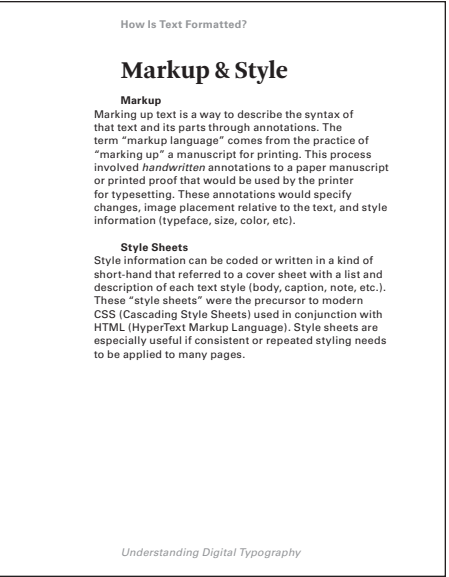 How Is Text Formatted?
Markup & Style
Markup
Marking up text is a way to describe the syntax of
that text and its parts through annotations. The
term “markup language” comes from the practice of
“marking up” a manuscript for printing. This process
involved handwritten annotations to a paper manuscript
or printed proof that would be used by the printer
for typesetting. These annotations would specify
changes, image placement relative to the text, and style
information (typeface, size, color, etc).
Style Sheets
Style information can be coded or written in a kind of
short-hand that referred to a cover sheet with a list and
description of each text style (body, caption, note, etc.).
These “style sheets” were the precursor to modern
CSS (Cascading Style Sheets) used in conjunction with
HTML (HyperText Markup Language). Style sheets are
especially useful if consistent or repeated styling needs
to be applied to many pages.
Understanding Digital Typography